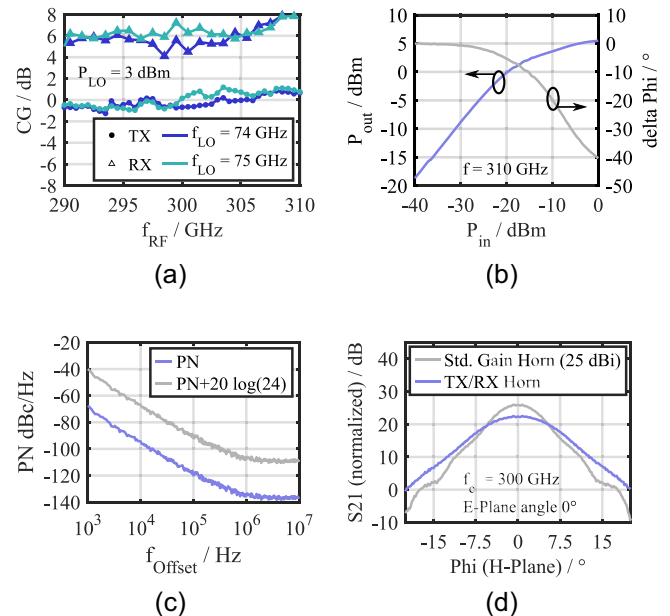 8
6
4
2
0
-2
-4
-6
-8
CG / dB
P_LO = 3 dBm
TX f_LO = 74 GHz
RX f_LO = 75 GHz
290 295 300 305 310
f_RF / GHz
(a)
10
5
0
-5
-10
-15
-20
P_out / dBm
10
0
-10
-20
-30
-40
-50
delta Phi / °
f = 310 GHz
-40 -30 -20 -10 0
P_in / dBm
(b)
-20
-40
-60
-80
-100
-120
-140
PN dBc/Hz
PN
PN+20 log(24)
10^3 10^4 10^5 10^6 10^7
f_Offset / Hz
(c)
40
30
20
10
0
-10
S21 (normalized) / dB
Std. Gain Horn (25 dBi)
TX/RX Horn
f_c = 300 GHz
E-Plane angle 0°
-15 -7.5 0 7.5 15
Phi (H-Plane) / °
(d)